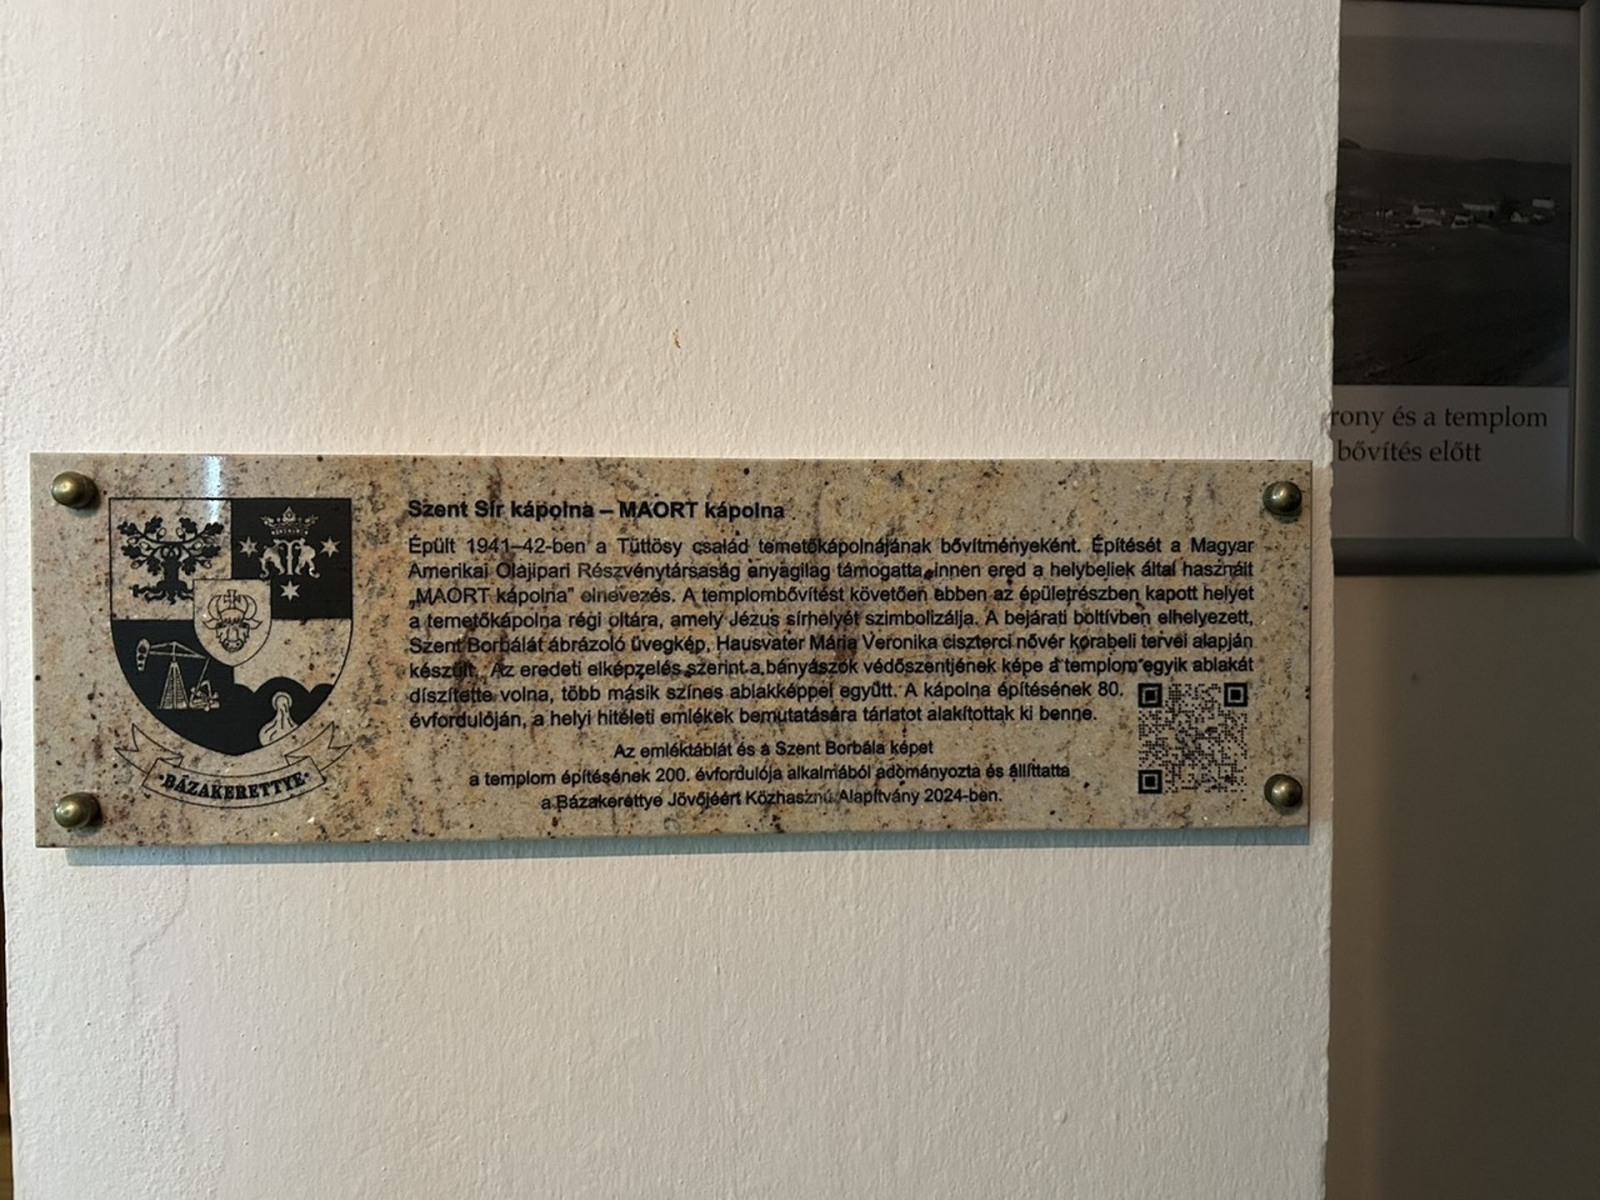 Szent Sír kápolna – MAORT kápolna
Épült 1941–42-ben a Tüttösy család temetőkápolnájának bővítményeként. Építését a Magyar
Amerikai Olajipari Részvénytársaság anyagilag támogatta, innen ered a helybeliek által használt
„MAORT kápolna” elnevezés. A templombővítést követően ebben az épületrészben kapott helyet
a temetőkápolna régi oltára, amely Jézus sírhelyét szimbolizálja. A bejárati boltívben elhelyezett,
Szent Borbálát ábrázoló üvegkép, Hausvater Mária Veronika ciszterci nővér korabeli tervei alapján
készült. Az eredeti elképzelés szerint a bányászok védőszentjének képe a templom egyik ablakát
díszítette volna, több másik színes ablakképpel együtt. A kápolna építésének 80.
évfordulóján, a helyi hitéleti emlékek bemutatására tárlatot alakítottak ki benne.
Az emléktáblát és a Szent Borbála képet
a templom építésének 200. évfordulója alkalmából adományozta és állíttatta
a Bázakerettye Jövőjéért Közhasznú Alapítvány 2024-ben.
·BÁZAKERETTYE·
rony és a templom
bővítés előtt